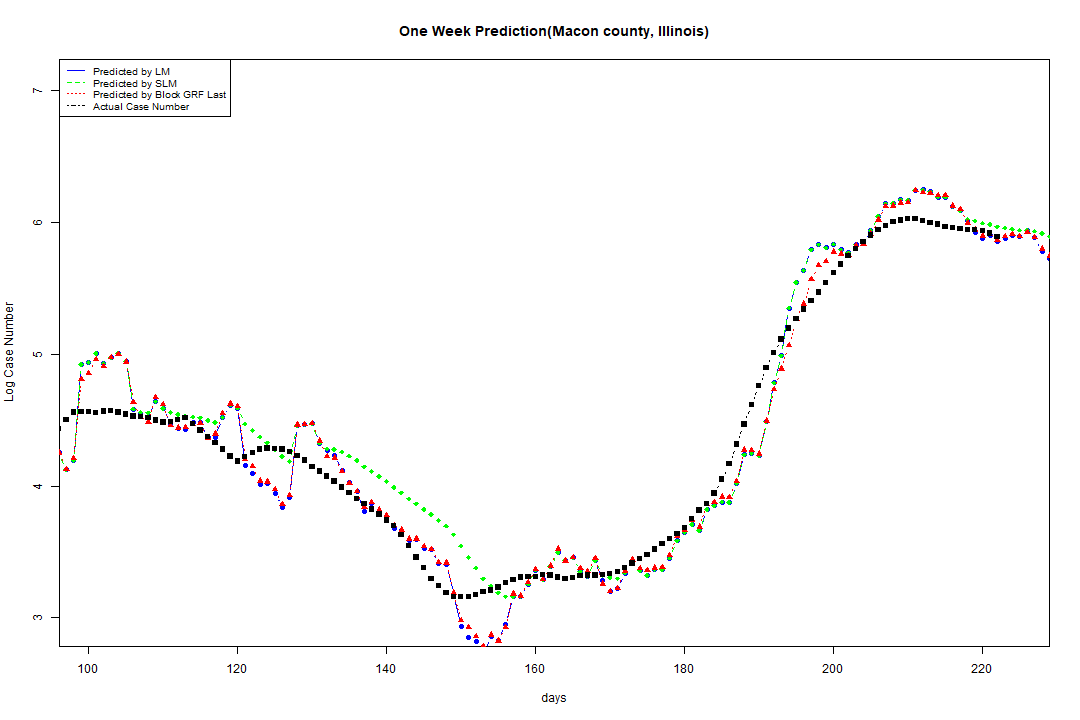 One Week Prediction(Macon county, Illinois)
Predicted by LM
Predicted by SLM
Predicted by Block GRF Last
Actual Case Number
Log Case Number
7
6
5
4
3
100 120 140 160 180 200 220
days